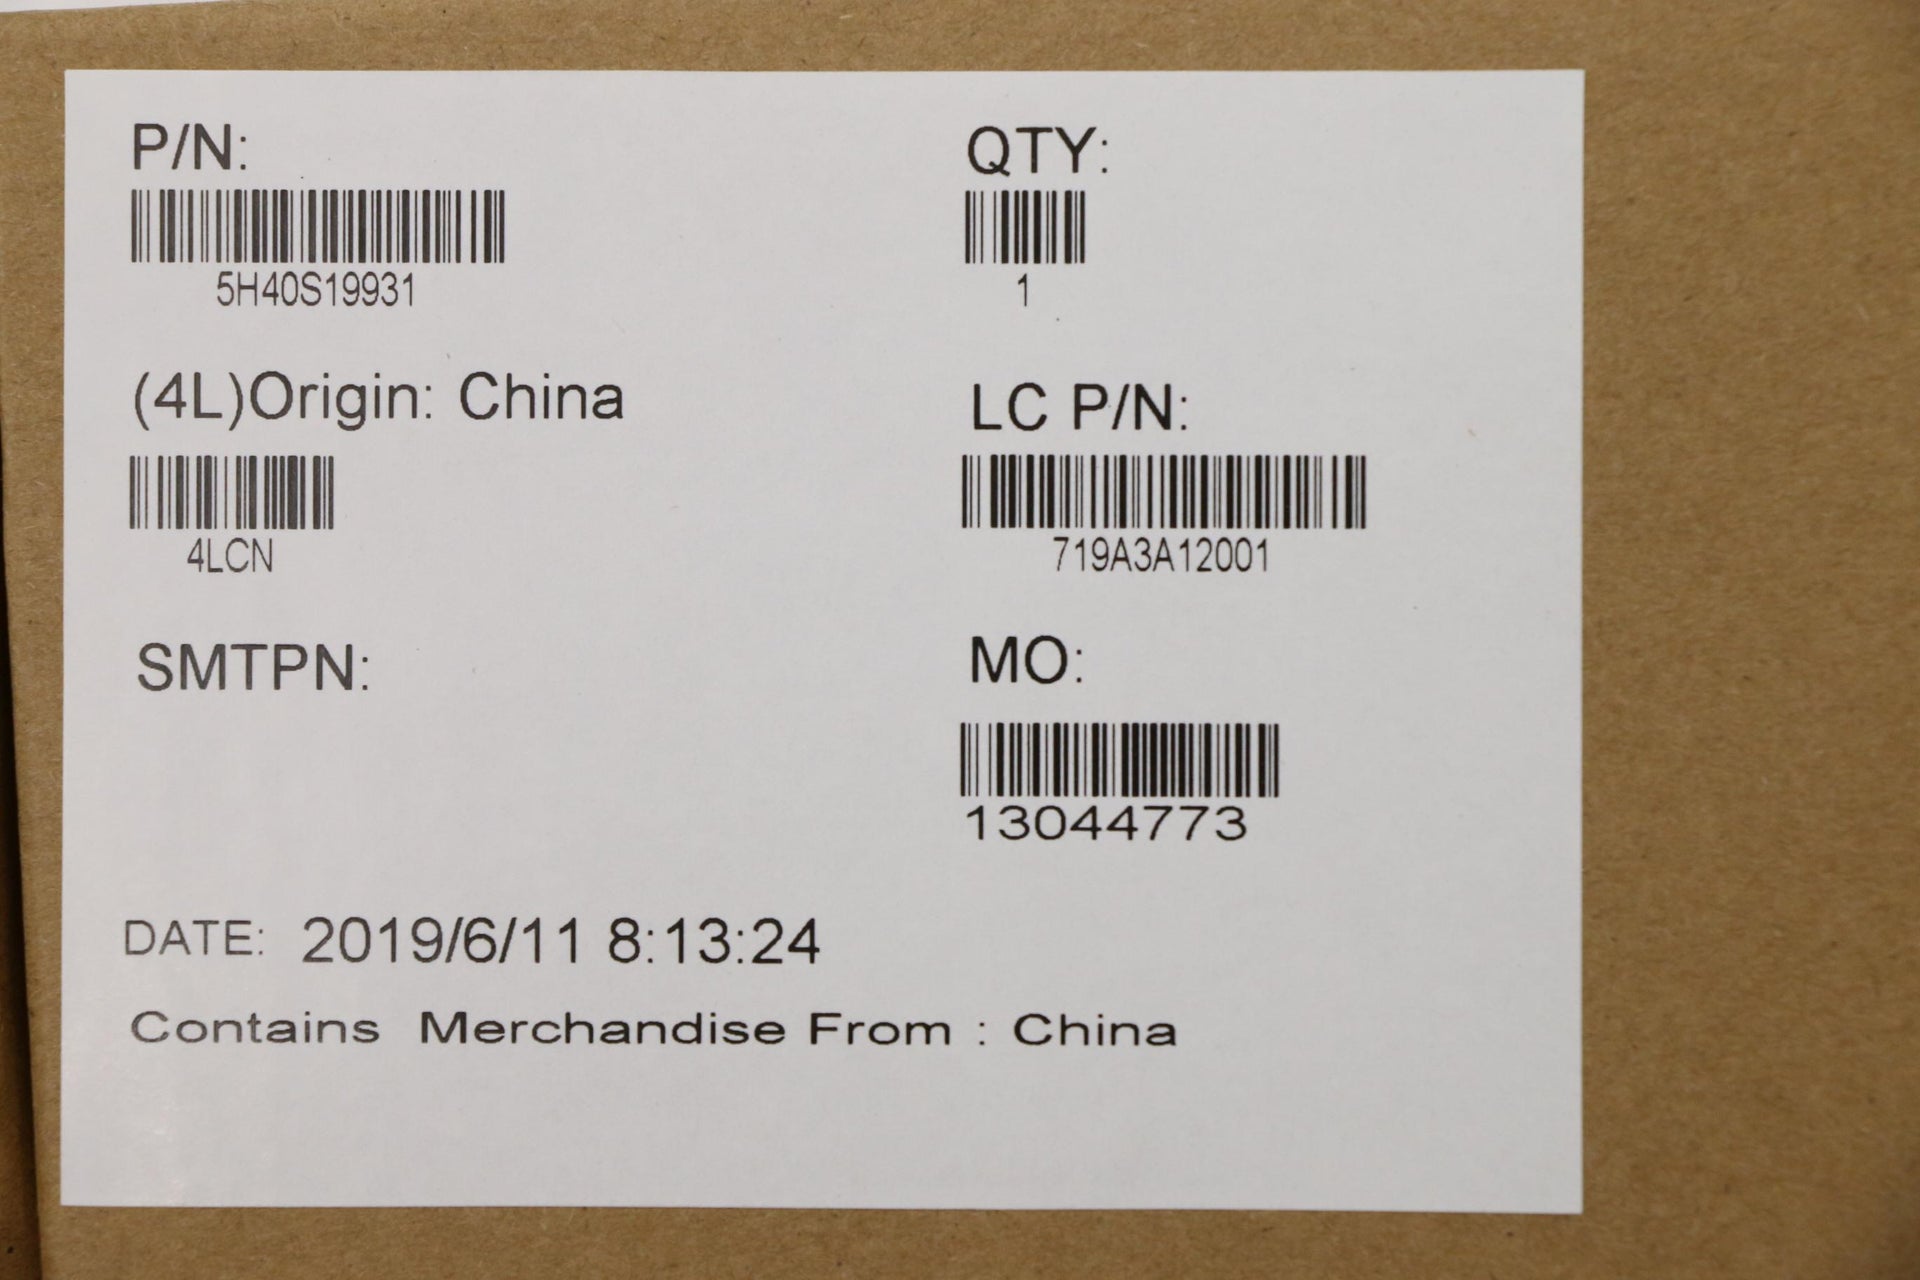 P/N:
5H40S19931
QTY:
1
(4L)Origin: China
4LCN
LC P/N:
719A3A12001
SMTPN:
MO:
13044773
DATE: 2019/6/11 8:13:24
Contains Merchandise From : China